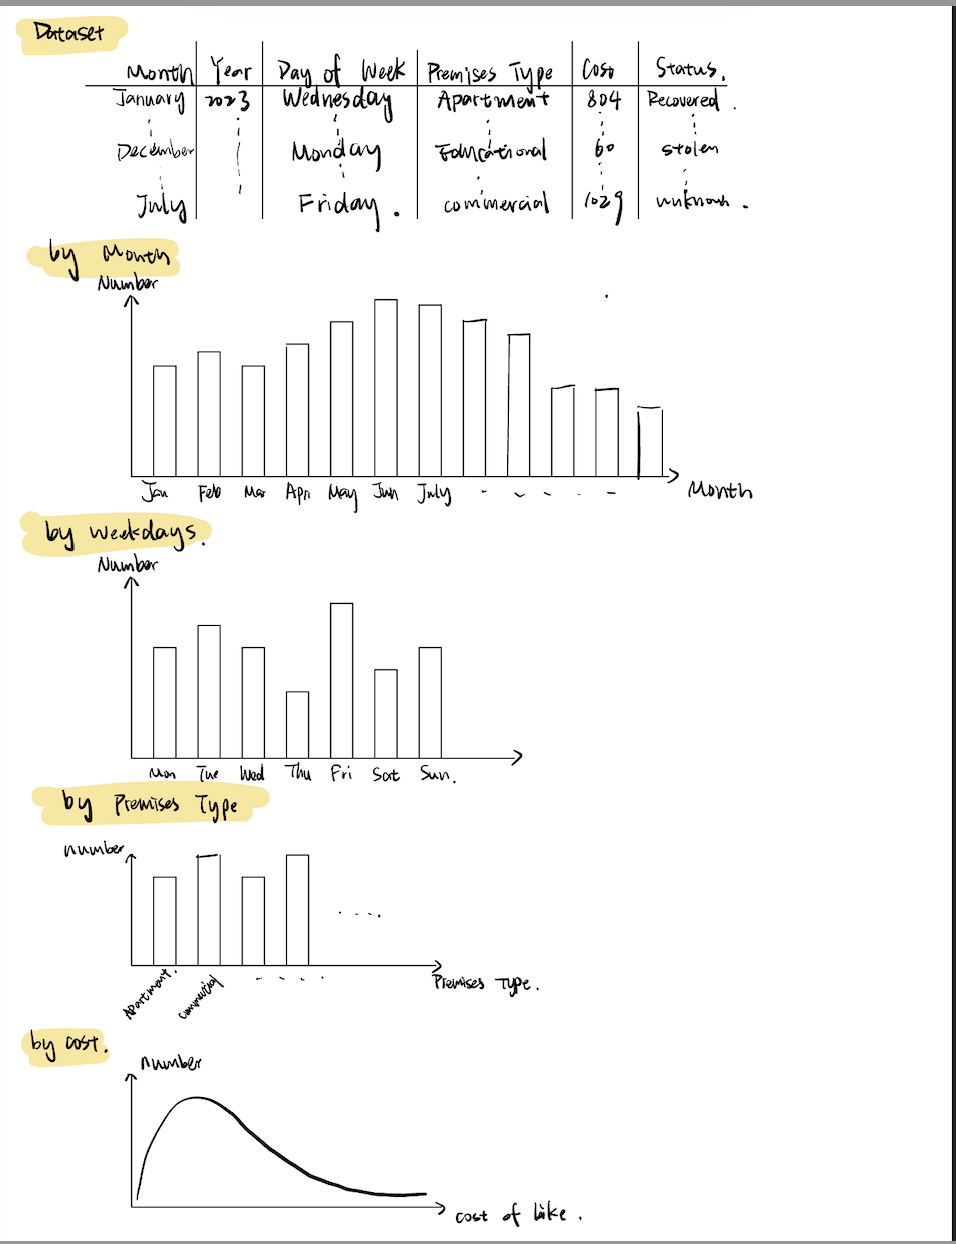 Dataset
Month Year Day of Week Premises Type Cost Status.
January 2023 Wednesday Apartment 804 Recovered.
December Monday Educational 60 stolen
July Friday. commercial 1029 unknown.
by Month
Number
Jan Feb Mar Apr May Jun July
Month
by weekdays.
Number
Mon Tue Wed Thu Fri Sat Sun.
by Premises Type
number
Apartment. commercial
Premises Type.
by cost.
number
cost of bike.